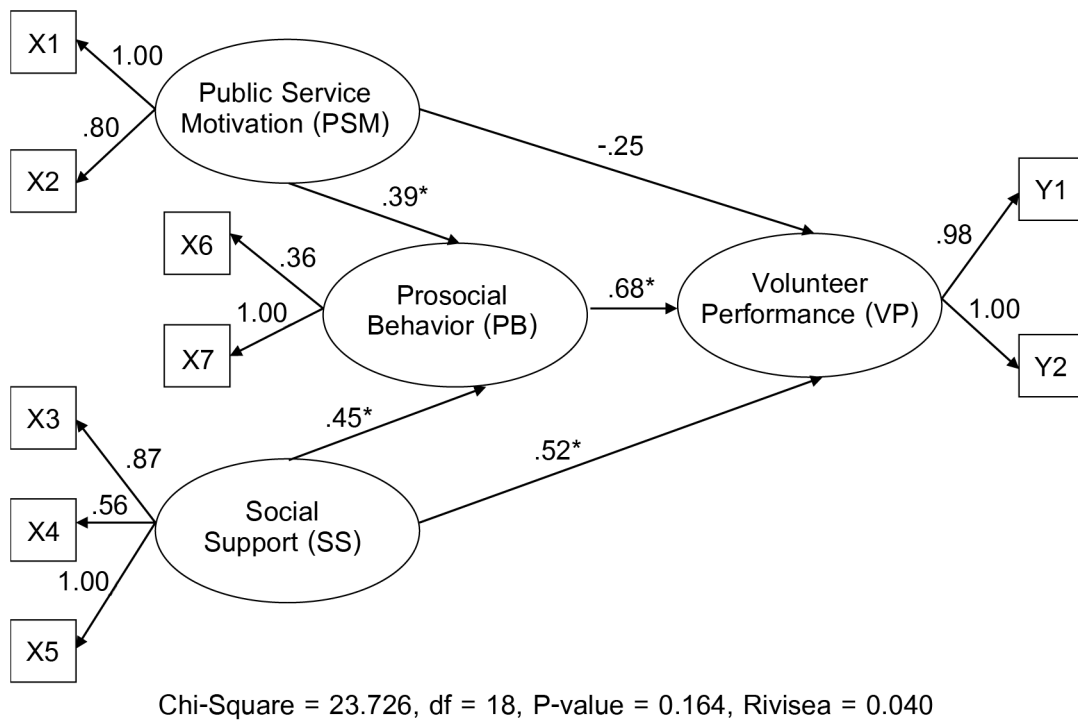 X1
1.00
Public Service
Motivation (PSM)
.80
-.25
X2
.39*
Y1
X6
.36
.98
Prosocial
Behavior (PB)
.68*
Volunteer
Performance (VP)
1.00
1.00
X7
Y2
X3
.45*
.87
.52*
.56
X4
Social
Support (SS)
1.00
X5
Chi-Square = 23.726, df = 18, P-value = 0.164, Rivisea = 0.040